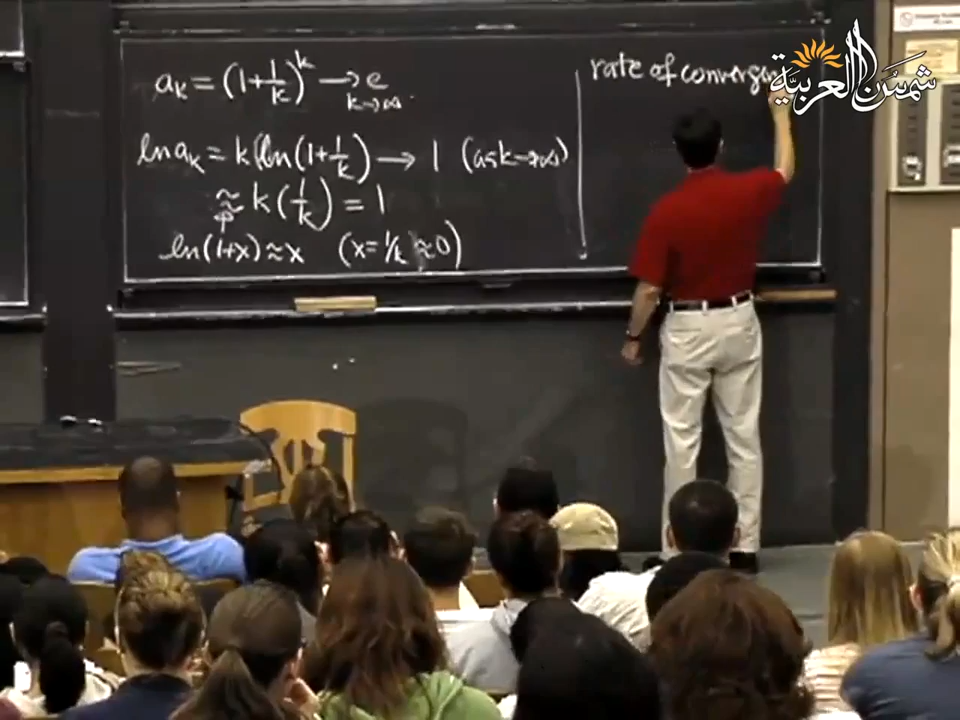 a_k = (1+1/k)^k → e
k→∞
ln a_k = k(ln(1+1/k)) → 1 (as k→∞)
≈ k(1/k) = 1
ln(1+x) ≈ x (x = 1/k ≈ 0)
rate of converge
شمس العربية